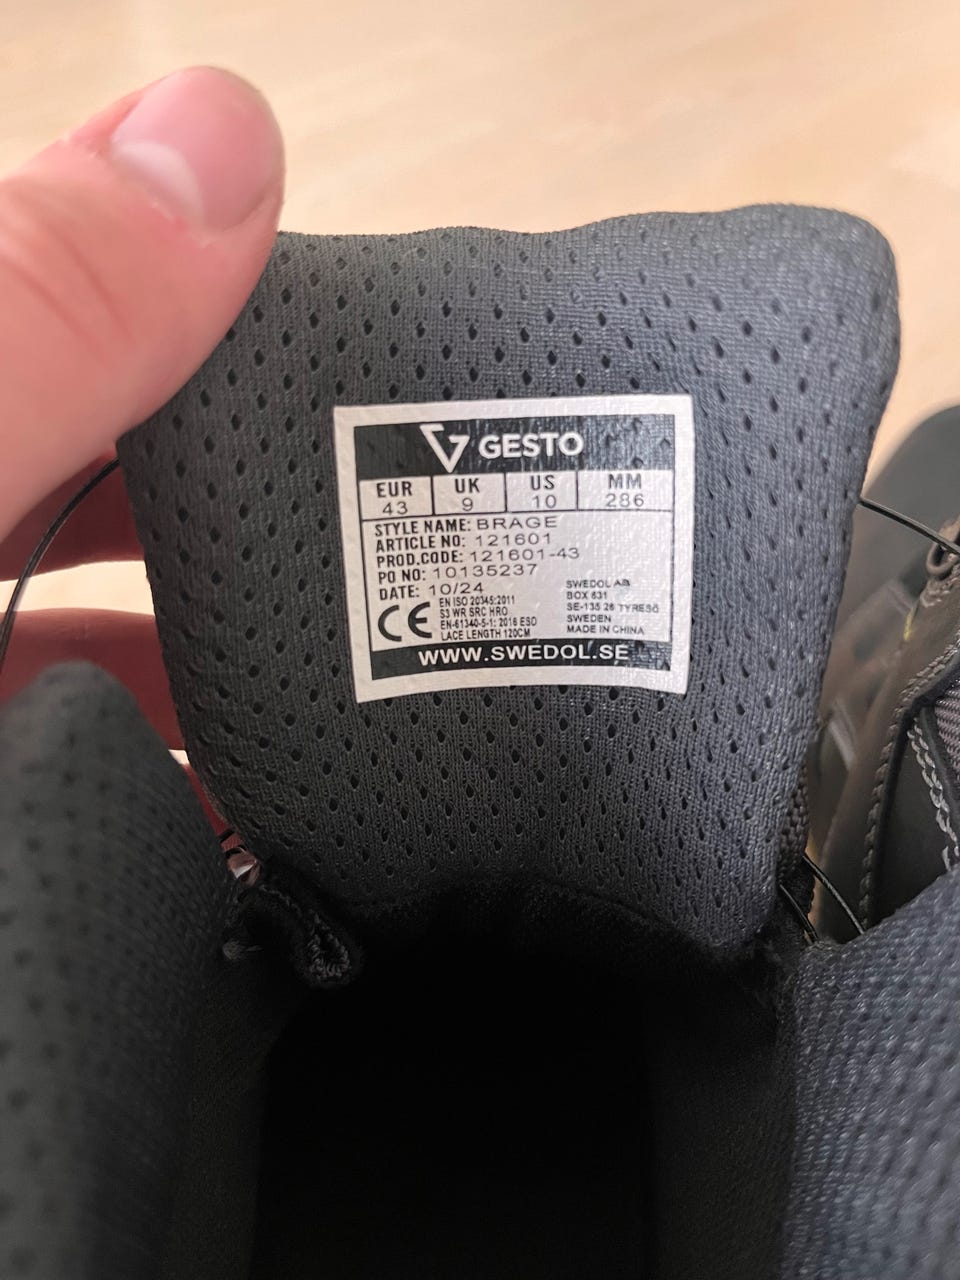 GESTO
EUR UK US MM
43 9 10 286
STYLE NAME: BRAGE
ARTICLE NO: 121601
PROD.CODE: 121601-43
PO NO: 10135237
DATE: 10/24
CE
EN ISO 20345:2011
S3 WR SRC HRO
EN-61340-5-1: 2016 ESD
LACE LENGTH 120CM
SWEDOL AB
BOX 631
SE-135 26 TYRESÖ
SWEDEN
MADE IN CHINA
WWW.SWEDOL.SE